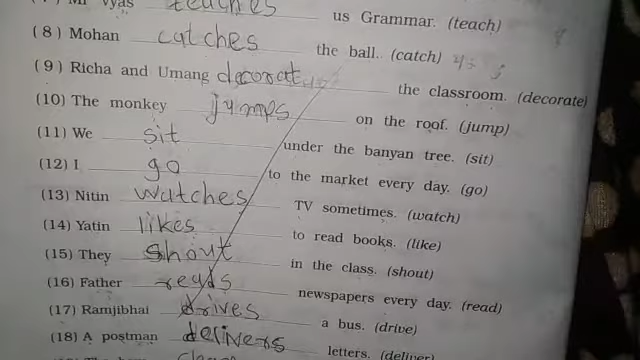 Mr Vyas teaches us Grammar. (teach)
(8) Mohan catches the ball. (catch)
(9) Richa and Umang decorat the classroom. (decorate)
(10) The monkey jumps on the roof. (jump)
(11) We sit under the banyan tree. (sit)
(12) I go to the market every day. (go)
(13) Nitin watches TV sometimes. (watch)
(14) Yatin likes to read books. (like)
(15) They shout in the class. (shout)
(16) Father reads newspapers every day. (read)
(17) Ramjibhai drives a bus. (drive)
(18) A postman delivers letters. (deliver)